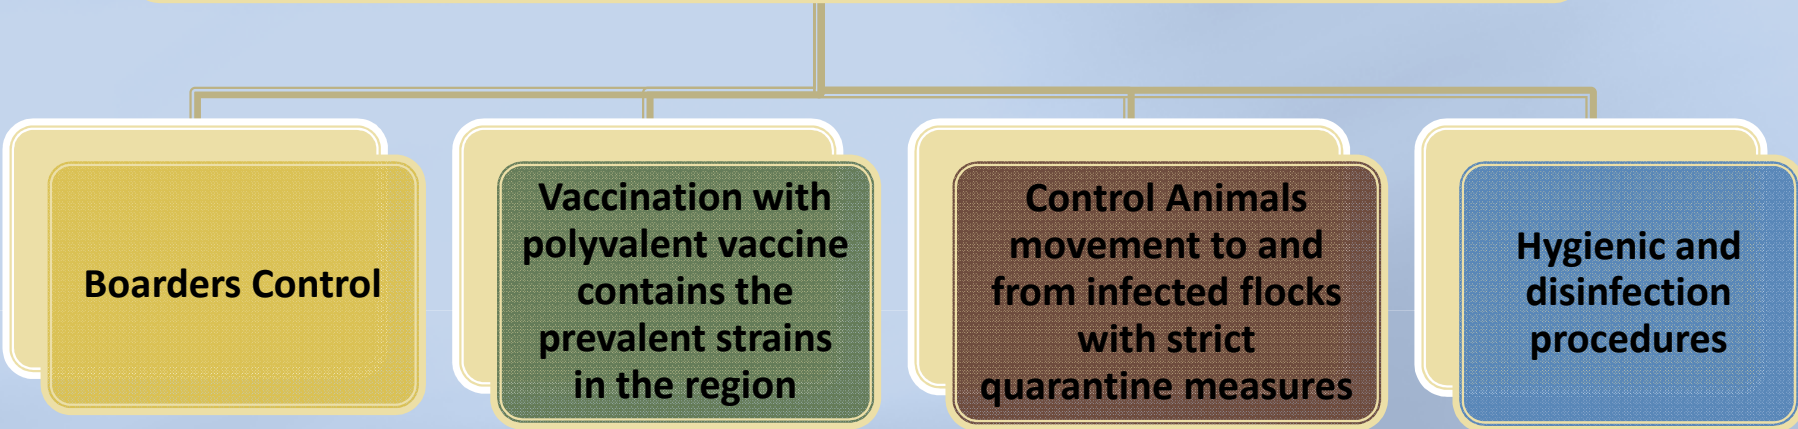 Boarders Control
Vaccination with
polyvalent vaccine
contains the
prevalent strains
in the region
Control Animals
movement to and
from infected flocks
with strict
quarantine measures
Hygienic and
disinfection
procedures